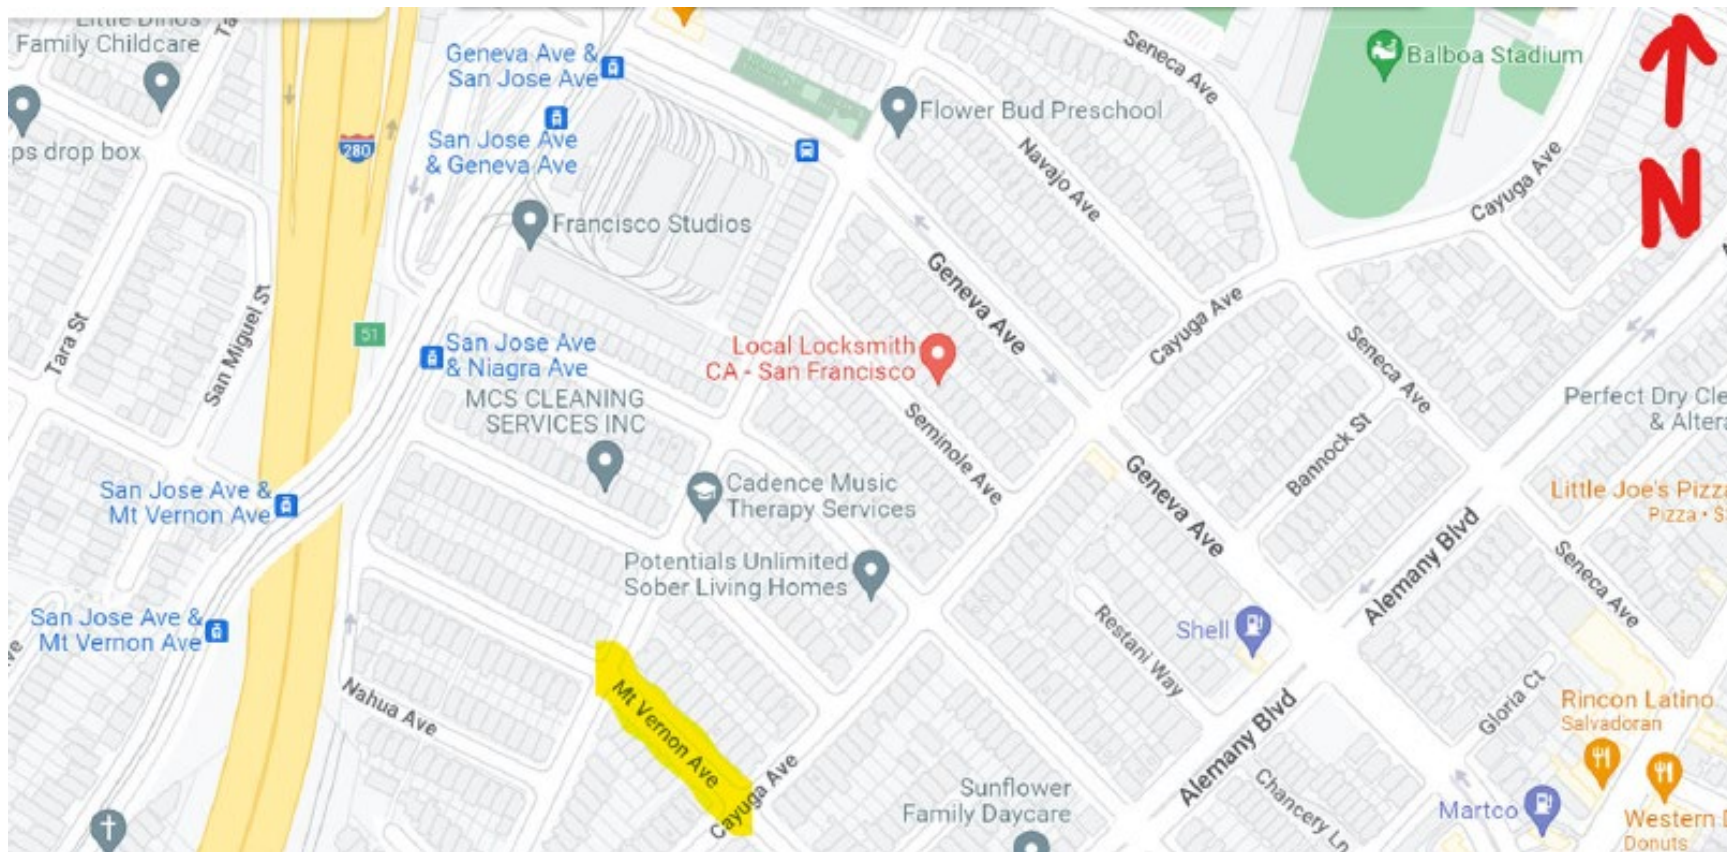 Little Dinos
Family Childcare
Geneva Ave &
San Jose Ave
Seneca Ave
Balboa Stadium
N
Flower Bud Preschool
San Jose Ave
& Geneva Ave
280
ps drop box
Navajo Ave
Cayuga Ave
Francisco Studios
Geneva Ave
Tara St
San Miguel St
51
San Jose Ave
& Niagra Ave
Local Locksmith
CA - San Francisco
Cayuga Ave
Seneca Ave
MCS CLEANING
SERVICES INC
Seminole Ave
Perfect Dry Cle
& Altera
Bannock St
Geneva Ave
San Jose Ave &
Mt Vernon Ave
Cadence Music
Therapy Services
Little Joe's Pizz
Pizza • $
Alemany Blvd
Seneca Ave
Potentials Unlimited
Sober Living Homes
San Jose Ave &
Mt Vernon Ave
Shell
Restani Way
Nahua Ave
Mt Vernon Ave
Cayuga Ave
Alemany Blvd
Gloria Ct
Rincon Latino
Salvadoran
Sunflower
Family Daycare
Chancery Ln
Martco
Western
Donuts